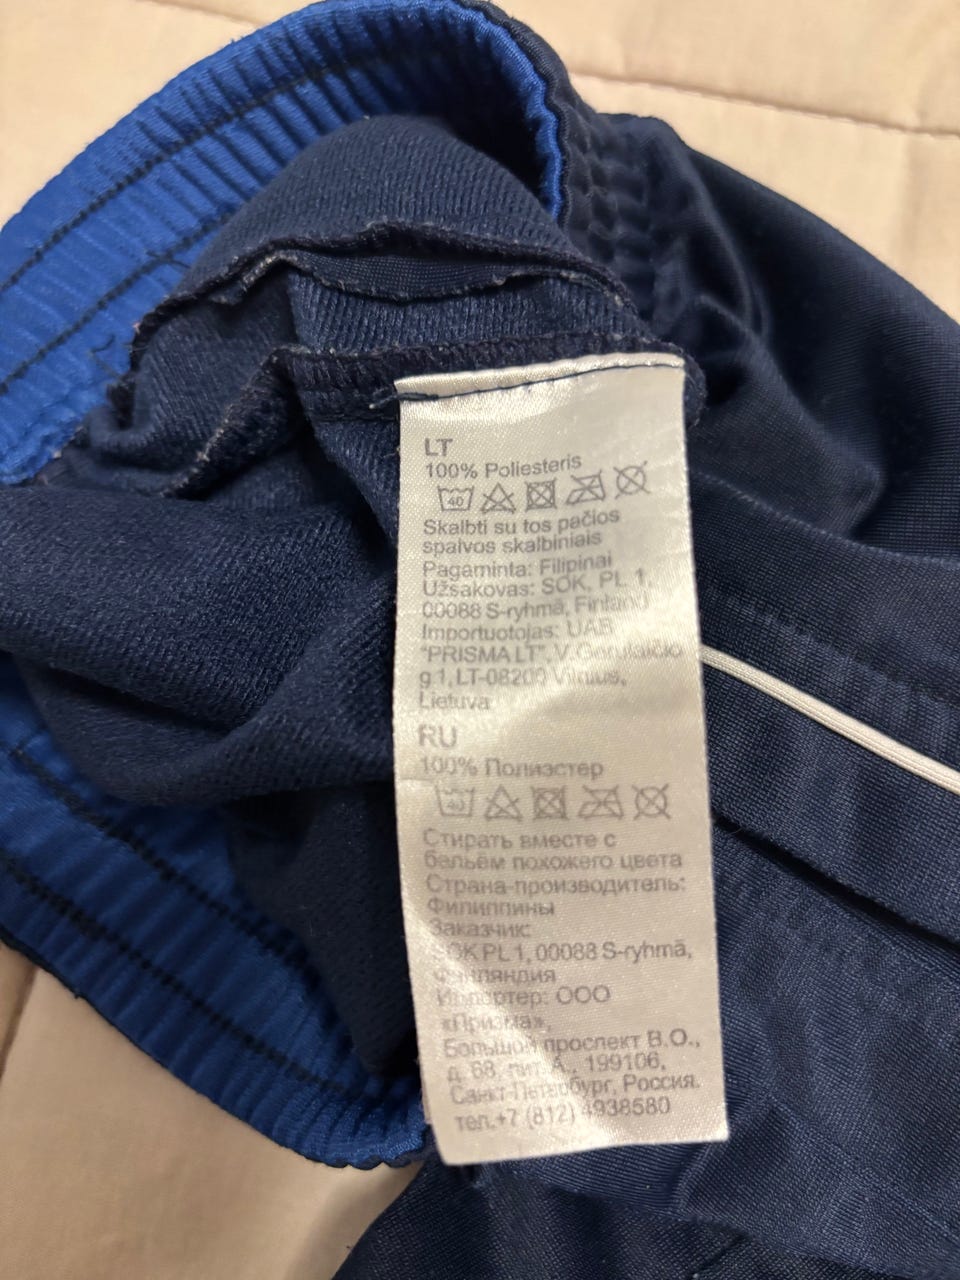 LT
100% Poliesteris
40
Skalbti su tos pačios
spalvos skalbiniais
Pagaminta: Filipinai
Užsakovas: SOK, PL 1,
00088 S-ryhmä, Finland
Importuotojas: UAB
"PRISMA LT", V. Gerulaičio
g.1, LT-08200 Vilnius,
Lietuva
RU
100% Полиэстер
40
Стирать вместе с
бельём похожего цвета
Страна-производитель:
Филиппины
Заказчик:
SOK PL 1, 00088 S-ryhmä,
Финляндия
Импортер: ООО
«Призма»,
Большой проспект В.О.,
д. 68, лит. А., 199106,
Санкт-Петербург, Россия.
тел.+7 (812) 4938580